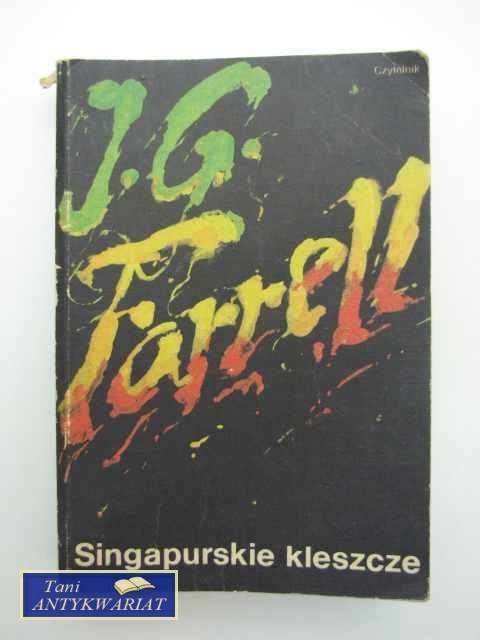 Czytelnik
J.G.
Farrell
Singapurskie kleszcze
Tani
ANTYKWARIAT